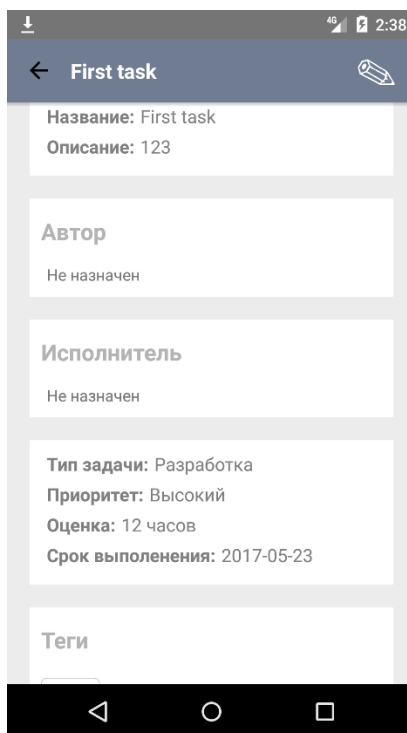 4G 2:38
First task
Название: First task
Описание: 123
Автор
Не назначен
Исполнитель
Не назначен
Тип задачи: Разработка
Приоритет: Высокий
Оценка: 12 часов
Срок выполенения: 2017-05-23
Теги